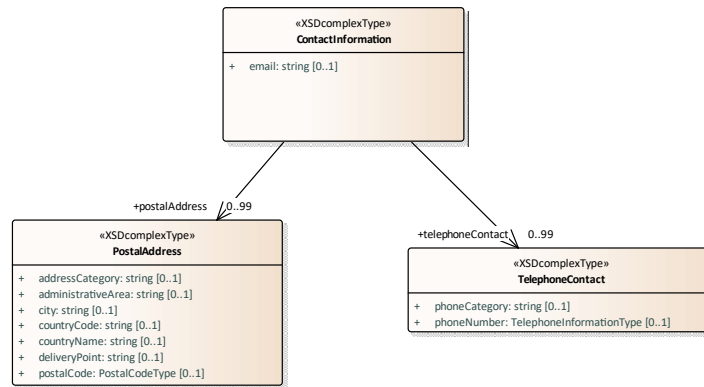 «XSDcomplexType»
ContactInformation
+ email: string [0..1]
+postalAddress 0..99
+telephoneContact 0..99
«XSDcomplexType»
PostalAddress
+ addressCategory: string [0..1]
+ administrativeArea: string [0..1]
+ city: string [0..1]
+ countryCode: string [0..1]
+ countryName: string [0..1]
+ deliveryPoint: string [0..1]
+ postalCode: PostalCodeType [0..1]
«XSDcomplexType»
TelephoneContact
+ phoneCategory: string [0..1]
+ phoneNumber: TelephoneInformationType [0..1]